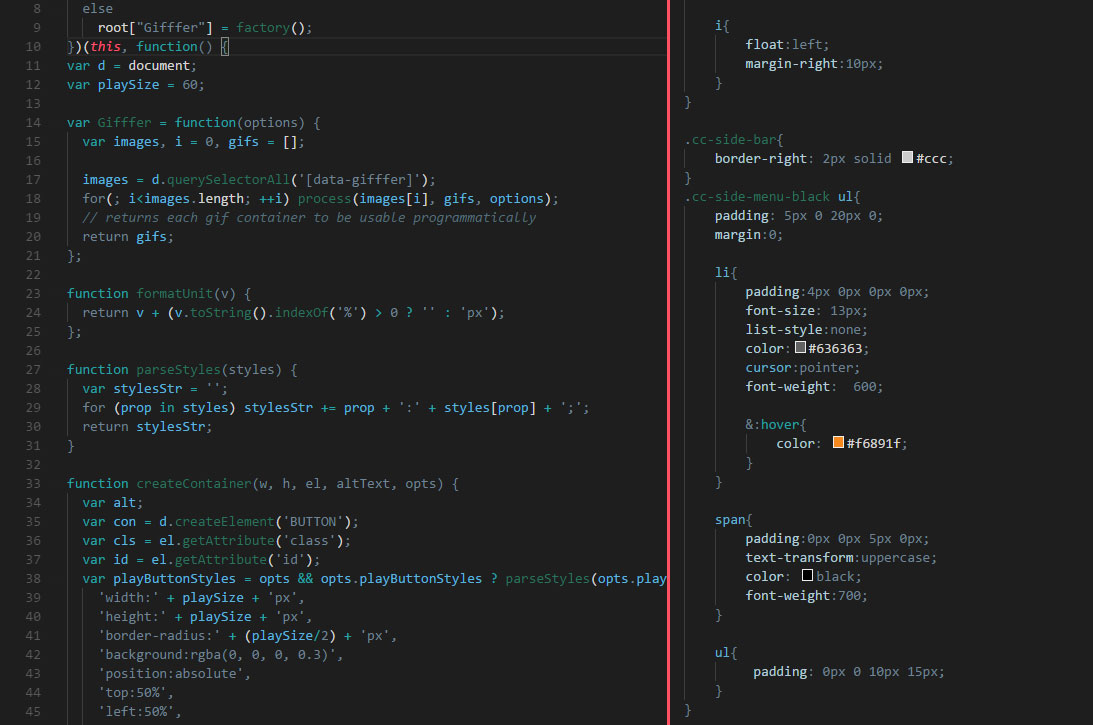 8 else
9 root["Gifffer"] = factory();
10 })(this, function() {
11 var d = document;
12 var playSize = 60;
13
14 var Gifffer = function(options) {
15 var images, i = 0, gifs = [];
16
17 images = d.querySelectorAll('[data-gifffer]');
18 for(; i<images.length; ++i) process(images[i], gifs, options);
19 // returns each gif container to be usable programmatically
20 return gifs;
21 };
22
23 function formatUnit(v) {
24 return v + (v.toString().indexOf('%') > 0 ? '' : 'px');
25 };
26
27 function parseStyles(styles) {
28 var stylesStr = '';
29 for (prop in styles) stylesStr += prop + ':' + styles[prop] + ';';
30 return stylesStr;
31 }
32
33 function createContainer(w, h, el, altText, opts) {
34 var alt;
35 var con = d.createElement('BUTTON');
36 var cls = el.getAttribute('class');
37 var id = el.getAttribute('id');
38 var playButtonStyles = opts && opts.playButtonStyles ? parseStyles(opts.play
39 'width:' + playSize + 'px',
40 'height:' + playSize + 'px',
41 'border-radius:' + (playSize/2) + 'px',
42 'background:rgba(0, 0, 0, 0.3)',
43 'position:absolute',
44 'top:50%',
45 'left:50%',
i{
float:left;
margin-right:10px;
}
}
.cc-side-bar{
border-right: 2px solid #ccc;
}
.cc-side-menu-black ul{
padding: 5px 0 20px 0;
margin:0;
li{
padding:4px 0px 0px 0px;
font-size: 13px;
list-style:none;
color:#636363;
cursor:pointer;
font-weight:  600;
&:hover{
color: #f6891f;
}
}
span{
padding:0px 0px 5px 0px;
text-transform:uppercase;
color: black;
font-weight:700;
}
ul{
padding: 0px 0 10px 15px;
}
}